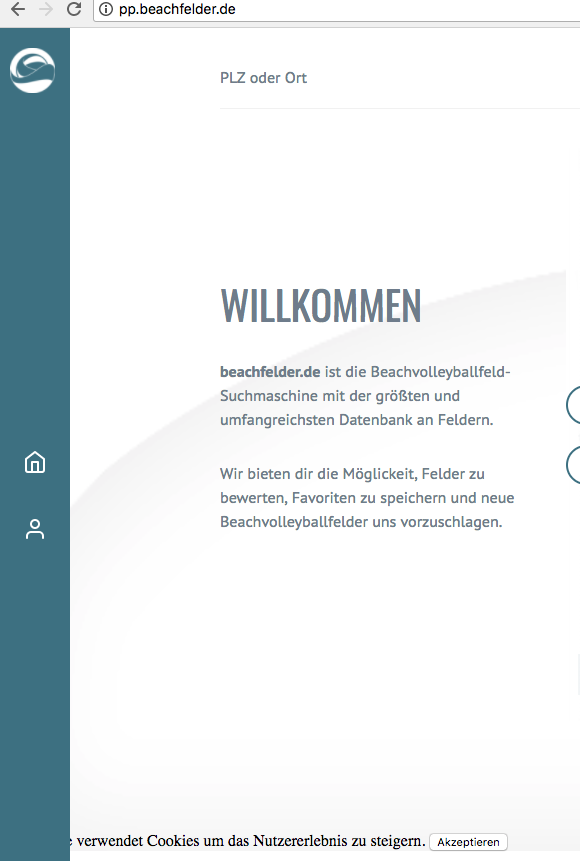 pp.beachfelder.de
PLZ oder Ort
WILLKOMMEN
beachfelder.de ist die Beachvolleyballfeld-
Suchmaschine mit der größten und
umfangreichsten Datenbank an Feldern.
Wir bieten dir die Möglickeit, Felder zu
bewerten, Favoriten zu speichern und neue
Beachvolleyballfelder uns vorzuschlagen.
verwendet Cookies um das Nutzererlebnis zu steigern. Akzeptieren